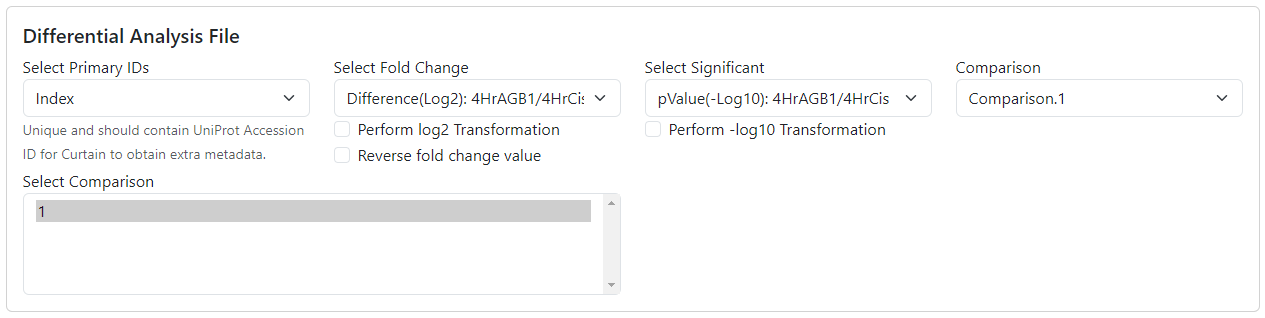 Differential Analysis File
Select Primary IDs
Index
Unique and should contain UniProt Accession
ID for Curtain to obtain extra metadata.
Select Fold Change
Difference(Log2): 4HrAGB1/4HrCis
Perform log2 Transformation
Reverse fold change value
Select Significant
pValue(-Log10): 4HrAGB1/4HrCis
Perform -log10 Transformation
Comparison
Comparison.1
Select Comparison
1